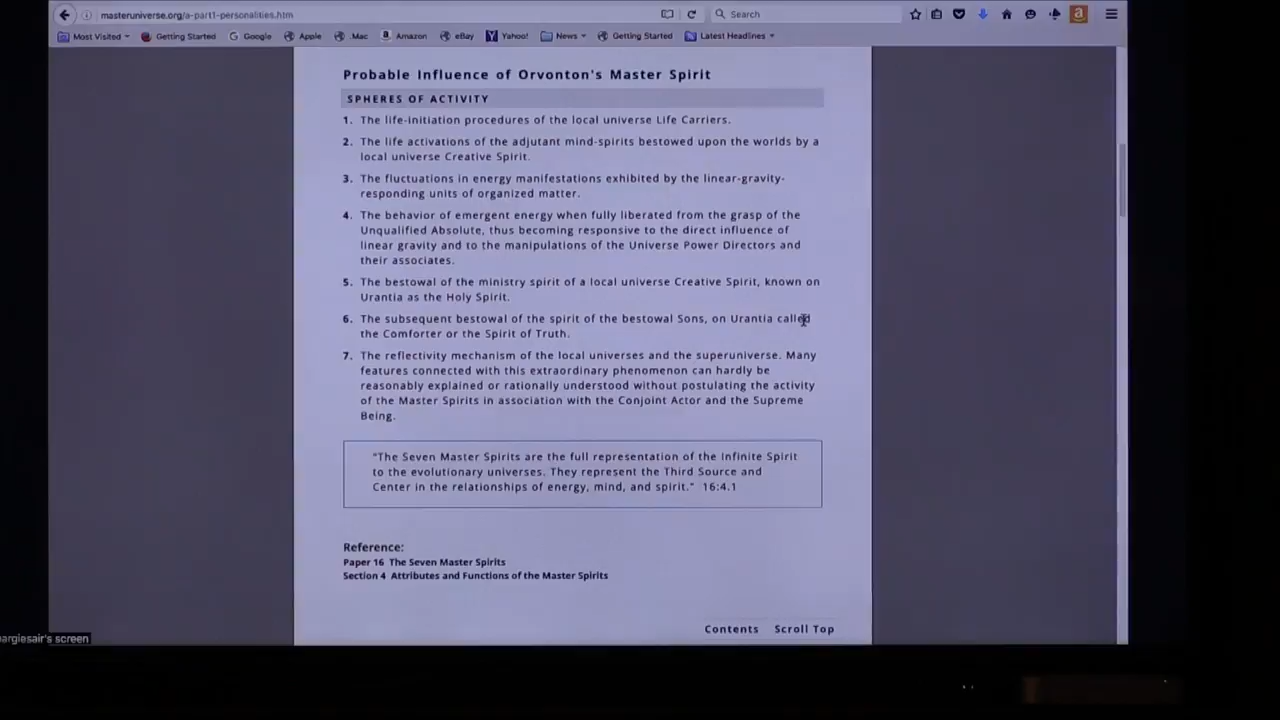 masteruniverse.org/a-part1-personalities.htm
Search
Most Visited
Getting Started
Google
Apple
.Mac
Amazon
eBay
Yahoo!
News
Getting Started
Latest Headlines
Probable Influence of Orvonton's Master Spirit
SPHERES OF ACTIVITY
1. The life-initiation procedures of the local universe Life Carriers.
2. The life activations of the adjutant mind-spirits bestowed upon the worlds by a
local universe Creative Spirit.
3. The fluctuations in energy manifestations exhibited by the linear-gravity-
responding units of organized matter.
4. The behavior of emergent energy when fully liberated from the grasp of the
Unqualified Absolute, thus becoming responsive to the direct influence of
linear gravity and to the manipulations of the Universe Power Directors and
their associates.
5. The bestowal of the ministry spirit of a local universe Creative Spirit, known on
Urantia as the Holy Spirit.
6. The subsequent bestowal of the spirit of the bestowal Sons, on Urantia called
the Comforter or the Spirit of Truth.
7. The reflectivity mechanism of the local universes and the superuniverse. Many
features connected with this extraordinary phenomenon can hardly be
reasonably explained or rationally understood without postulating the activity
of the Master Spirits in association with the Conjoint Actor and the Supreme
Being.
"The Seven Master Spirits are the full representation of the Infinite Spirit
to the evolutionary universes. They represent the Third Source and
Center in the relationships of energy, mind, and spirit." 16:4.1
Reference:
Paper 16 The Seven Master Spirits
Section 4 Attributes and Functions of the Master Spirits
Contents Scroll Top
argiesair's screen